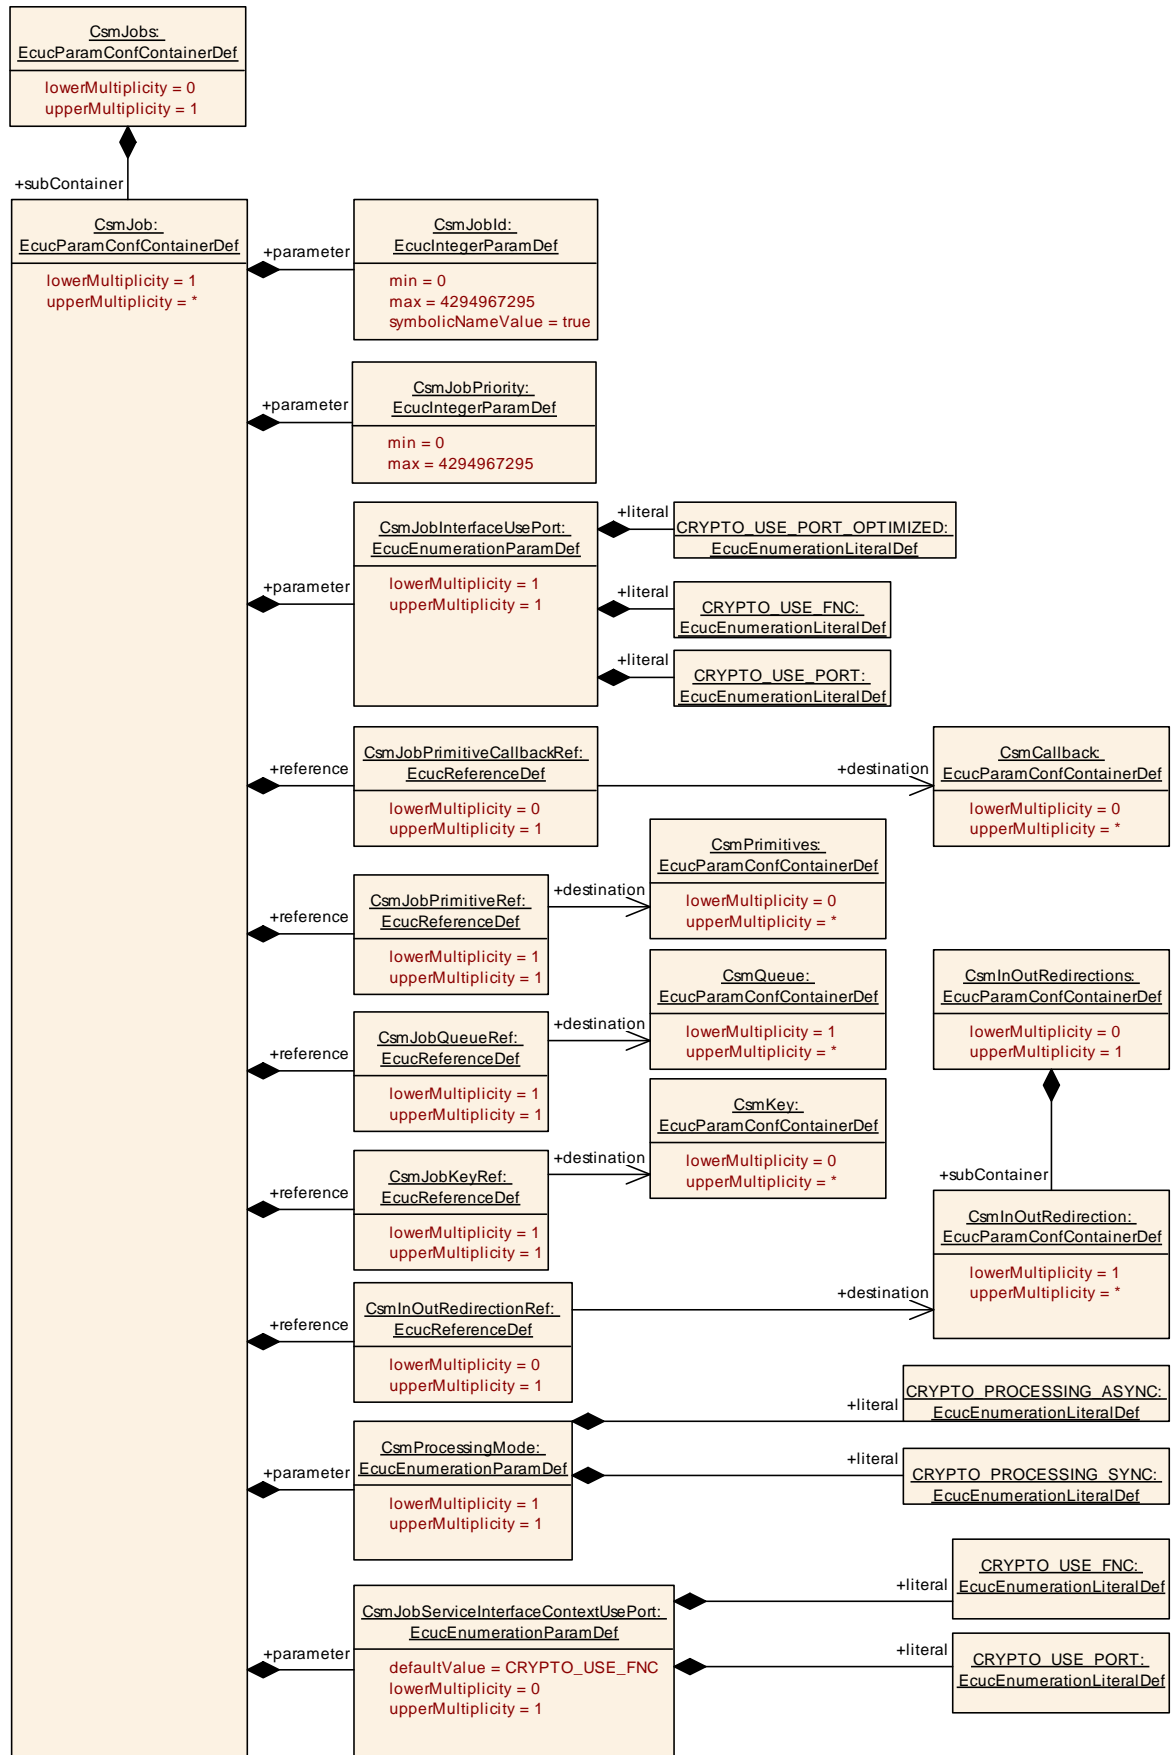 CsmJobs:
EcucParamConfContainerDef
lowerMultiplicity = 0
upperMultiplicity = 1
+subContainer
CsmJob:
EcucParamConfContainerDef
lowerMultiplicity = 1
upperMultiplicity = *
+parameter
CsmJobId:
EcucIntegerParamDef
min = 0
max = 4294967295
symbolicNameValue = true
+parameter
CsmJobPriority:
EcucIntegerParamDef
min = 0
max = 4294967295
+parameter
CsmJobInterfaceUsePort:
EcucEnumerationParamDef
lowerMultiplicity = 1
upperMultiplicity = 1
+literal
CRYPTO_USE_PORT_OPTIMIZED:
EcucEnumerationLiteralDef
+literal
CRYPTO_USE_FNC:
EcucEnumerationLiteralDef
+literal
CRYPTO_USE_PORT:
EcucEnumerationLiteralDef
+reference
CsmJobPrimitiveCallbackRef:
EcucReferenceDef
lowerMultiplicity = 0
upperMultiplicity = 1
+destination
CsmCallback:
EcucParamConfContainerDef
lowerMultiplicity = 0
upperMultiplicity = *
+reference
CsmJobPrimitiveRef:
EcucReferenceDef
lowerMultiplicity = 1
upperMultiplicity = 1
+destination
CsmPrimitives:
EcucParamConfContainerDef
lowerMultiplicity = 0
upperMultiplicity = *
+reference
CsmJobQueueRef:
EcucReferenceDef
lowerMultiplicity = 1
upperMultiplicity = 1
+destination
CsmQueue:
EcucParamConfContainerDef
lowerMultiplicity = 1
upperMultiplicity = *
CsmInOutRedirections:
EcucParamConfContainerDef
lowerMultiplicity = 0
upperMultiplicity = 1
+reference
CsmJobKeyRef:
EcucReferenceDef
lowerMultiplicity = 1
upperMultiplicity = 1
+destination
CsmKey:
EcucParamConfContainerDef
lowerMultiplicity = 0
upperMultiplicity = *
+subContainer
CsmInOutRedirection:
EcucParamConfContainerDef
lowerMultiplicity = 1
upperMultiplicity = *
+reference
CsmInOutRedirectionRef:
EcucReferenceDef
lowerMultiplicity = 0
upperMultiplicity = 1
+destination
+parameter
CsmProcessingMode:
EcucEnumerationParamDef
lowerMultiplicity = 1
upperMultiplicity = 1
+literal
CRYPTO_PROCESSING_ASYNC:
EcucEnumerationLiteralDef
+literal
CRYPTO_PROCESSING_SYNC:
EcucEnumerationLiteralDef
+parameter
CsmJobServiceInterfaceContextUsePort:
EcucEnumerationParamDef
defaultValue = CRYPTO_USE_FNC
lowerMultiplicity = 0
upperMultiplicity = 1
+literal
CRYPTO_USE_FNC:
EcucEnumerationLiteralDef
+literal
CRYPTO_USE_PORT:
EcucEnumerationLiteralDef